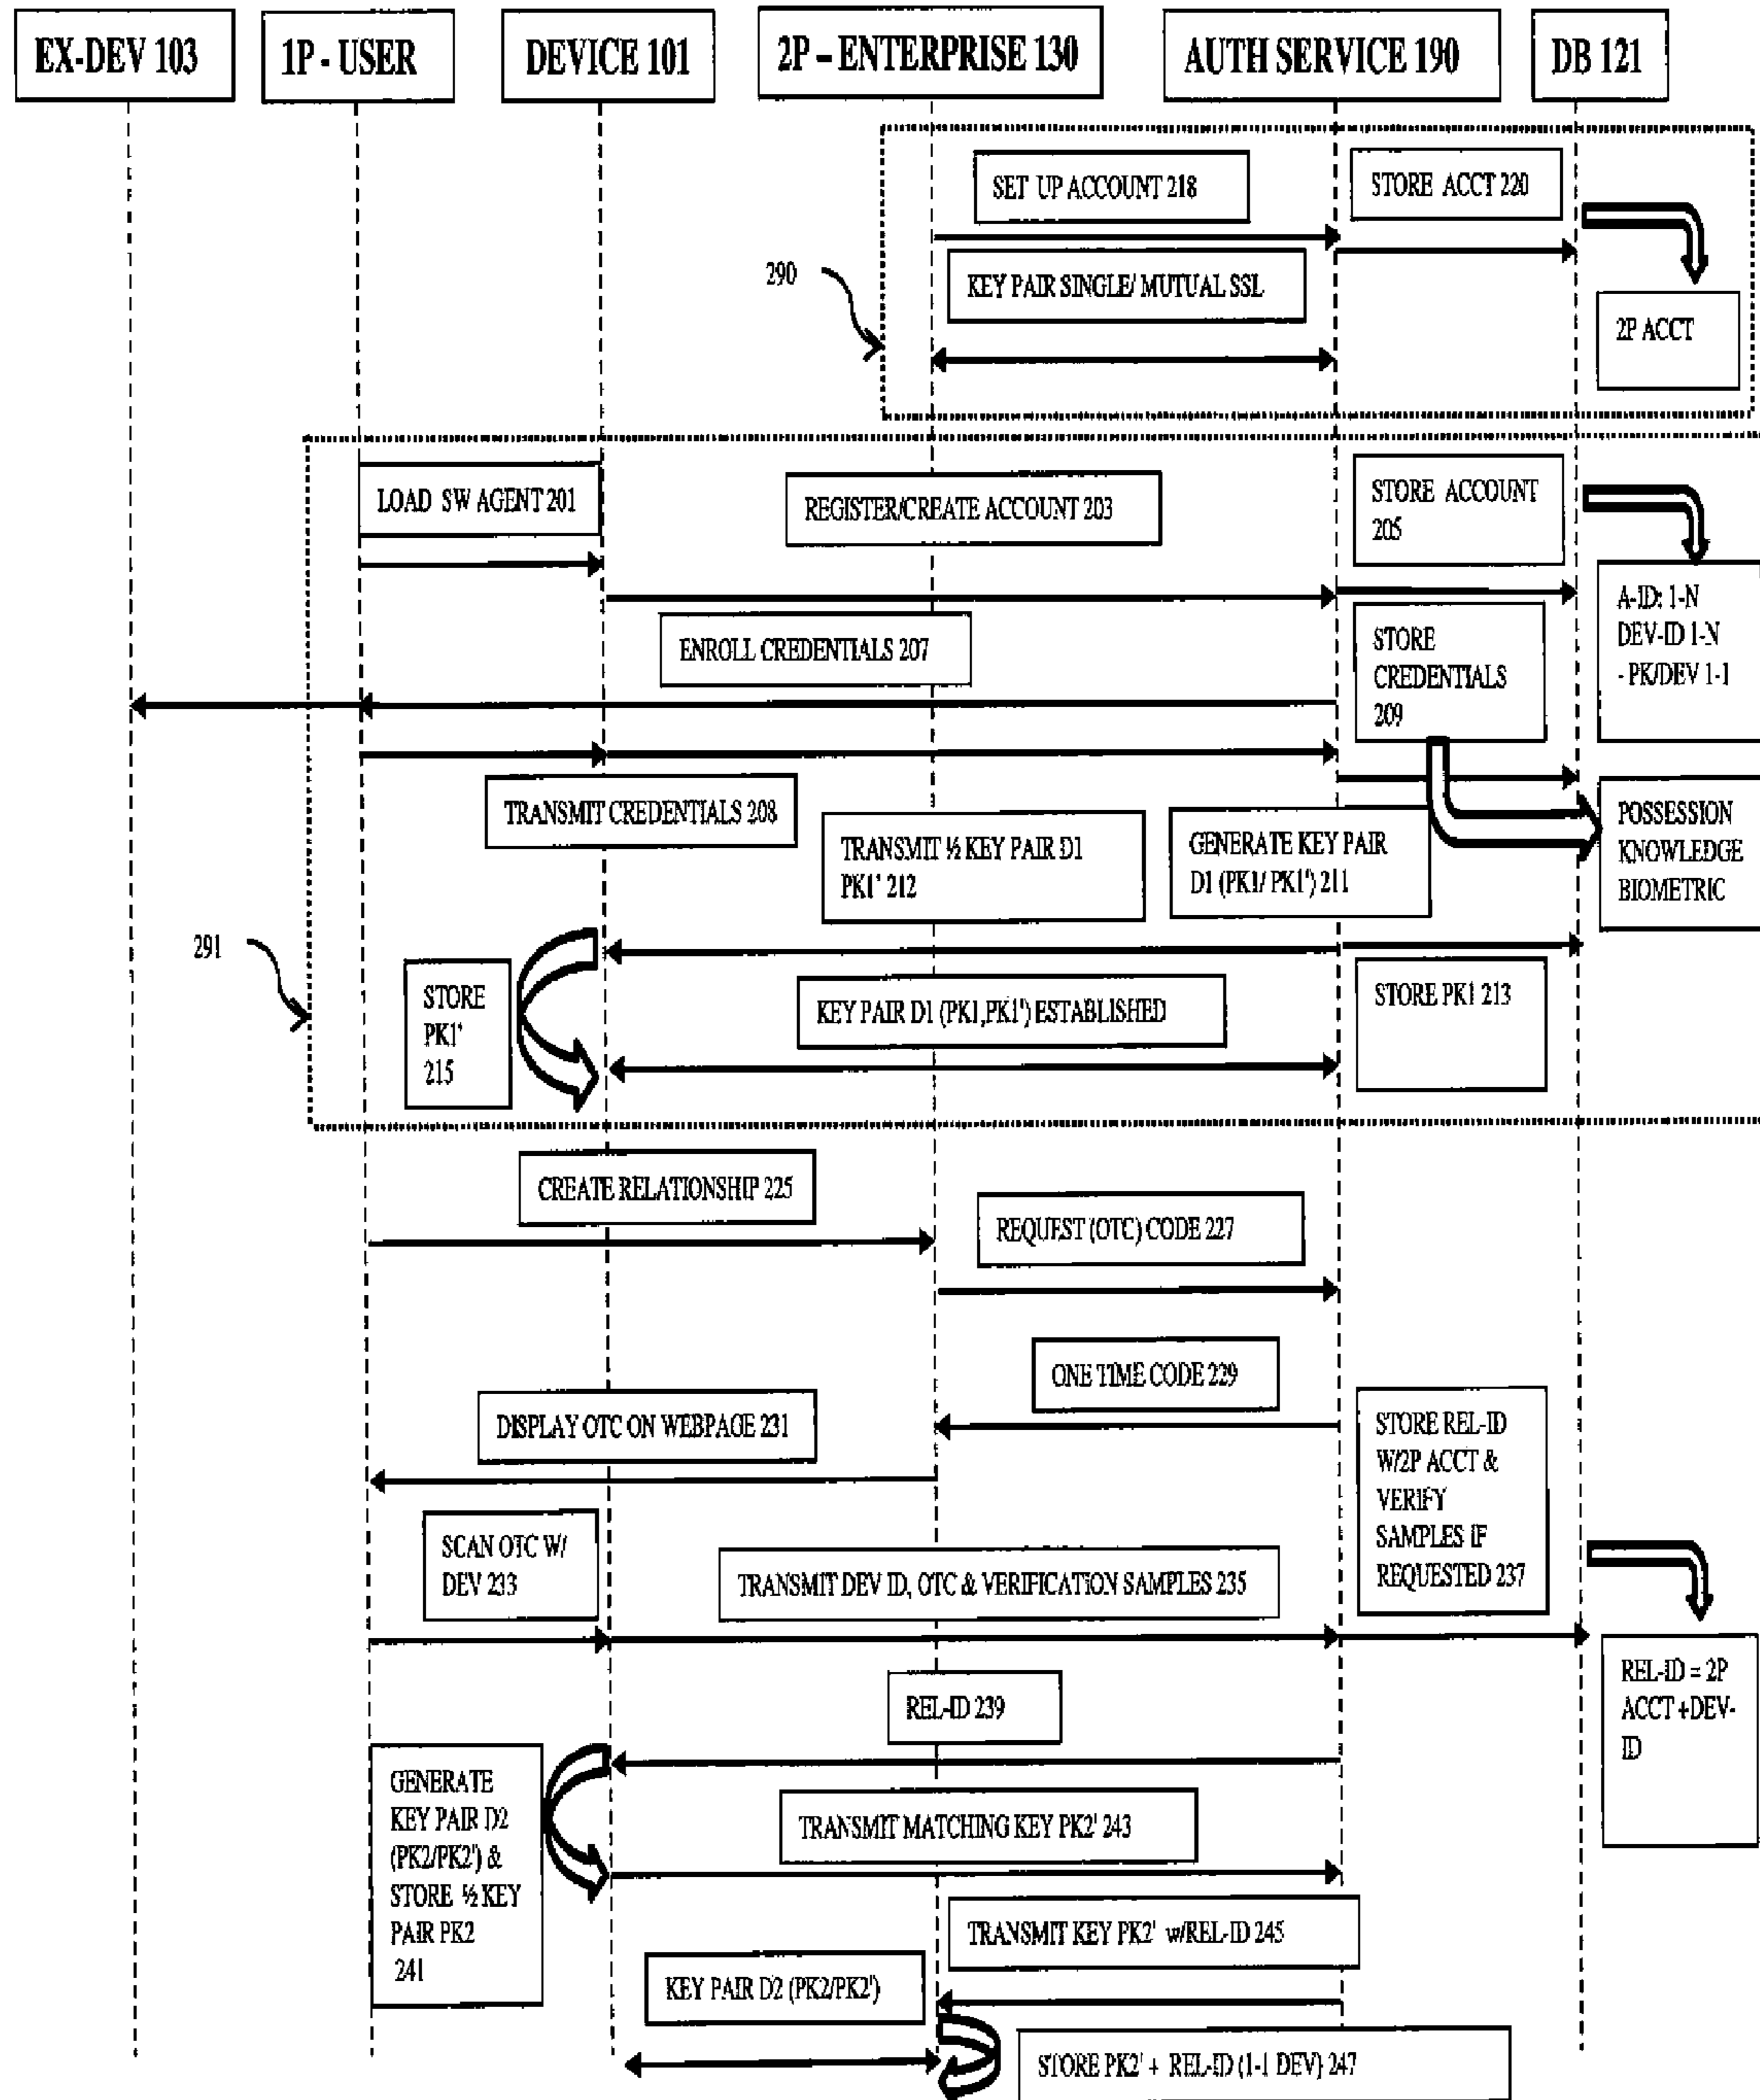 EX-DEV 103
1P - USER
DEVICE 101
2P – ENTERPRISE 130
AUTH SERVICE 190
DB 121
SET UP ACCOUNT 218
STORE ACCT 220
290
KEY PAIR SINGLE/ MUTUAL SSL
2P ACCT
LOAD SW AGENT 201
REGISTER/CREATE ACCOUNT 203
STORE ACCOUNT
205
A-ID: 1-N
DEV-ID 1-N
- PK/DEV 1-1
ENROLL CREDENTIALS 207
STORE
CREDENTIALS
209
TRANSMIT CREDENTIALS 208
TRANSMIT ½ KEY PAIR D1
PK1' 212
GENERATE KEY PAIR
D1 (PK1/ PK1') 211
POSSESSION
KNOWLEDGE
BIOMETRIC
291
STORE
PK1'
215
KEY PAIR D1 (PK1,PK1') ESTABLISHED
STORE PK1 213
CREATE RELATIONSHIP 225
REQUEST (OTC) CODE 227
ONE TIME CODE 229
DISPLAY OTC ON WEBPAGE 231
STORE REL-ID
W/2P ACCT &
VERIFY
SAMPLES IF
REQUESTED 237
SCAN OTC W/
DEV 233
TRANSMIT DEV ID, OTC & VERIFICATION SAMPLES 235
REL-ID = 2P
ACCT +DEV-
ID
REL-ID 239
GENERATE
KEY PAIR D2
(PK2/PK2') &
STORE ½ KEY
PAIR PK2
241
TRANSMIT MATCHING KEY PK2' 243
TRANSMIT KEY PK2' w/REL-ID 245
KEY PAIR D2 (PK2/PK2')
STORE PK2' + REL-ID (1-1 DEV) 247